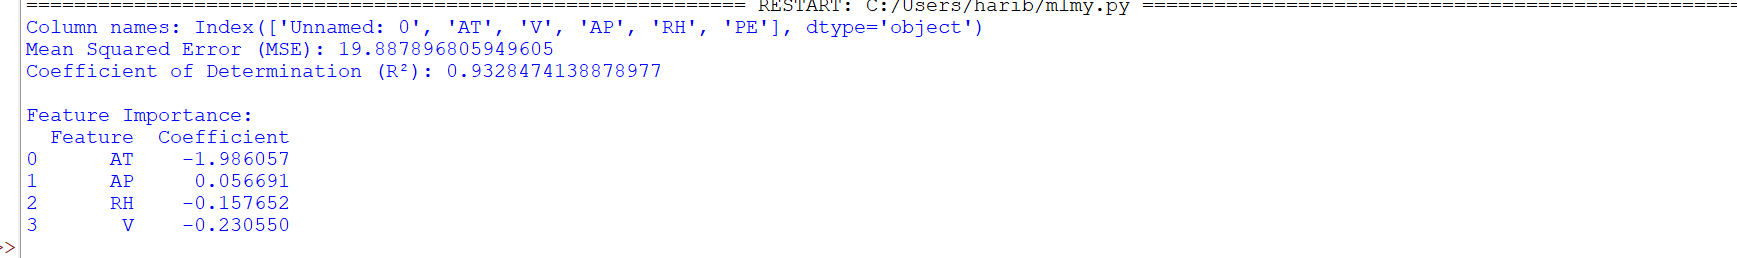 ============================================================ RESTART: C:/Users/harib/mlmy.py ==================================================
Column names: Index(['Unnamed: 0', 'AT', 'V', 'AP', 'RH', 'PE'], dtype='object')
Mean Squared Error (MSE): 19.887896805949605
Coefficient of Determination (R²): 0.9328474138878977
Feature Importance:
Feature Coefficient
0 AT -1.986057
1 AP 0.056691
2 RH -0.157652
3 V -0.230550
>>